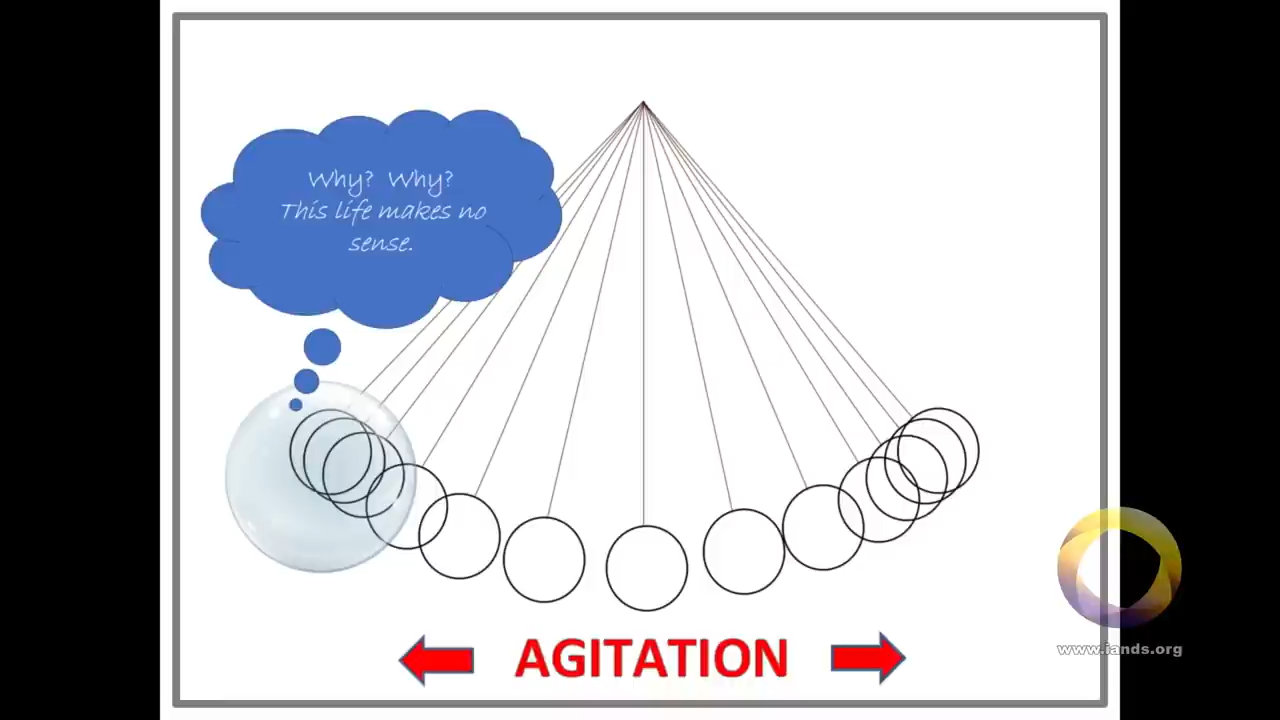 Why?  Why?
This life makes no
sense.
AGITATION
www.iands.org